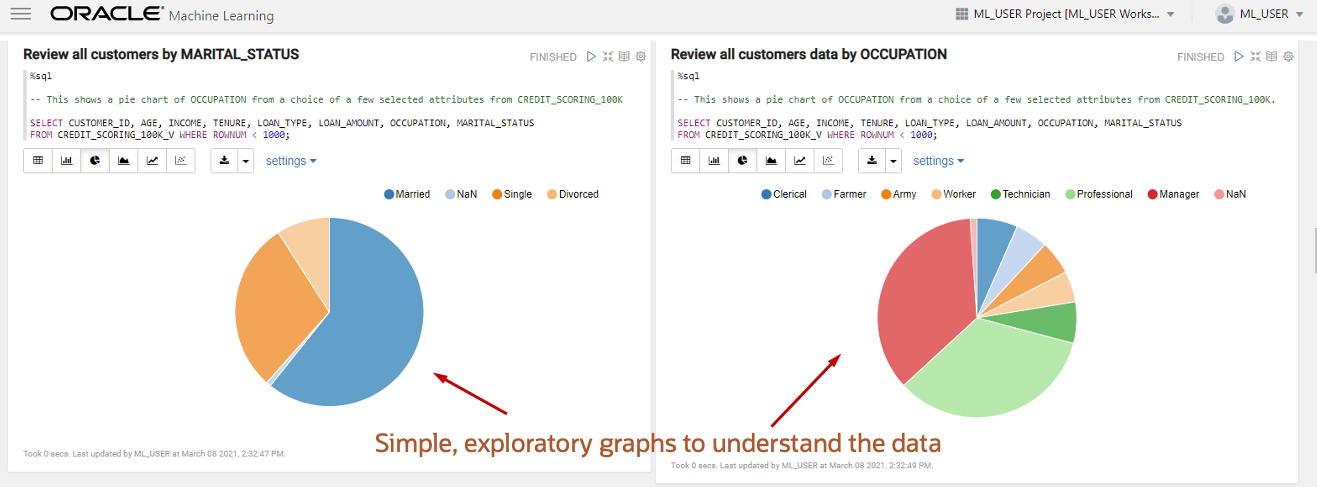 ORACLE Machine Learning
ML_USER Project [ML_USER Works...
ML_USER
Review all customers by MARITAL_STATUS
FINISHED
%sql
-- This shows a pie chart of OCCUPATION from a choice of a few selected attributes from CREDIT_SCORING_100K
SELECT CUSTOMER_ID, AGE, INCOME, TENURE, LOAN_TYPE, LOAN_AMOUNT, OCCUPATION, MARITAL_STATUS
FROM CREDIT_SCORING_100K_V WHERE ROWNUM < 1000;
settings
Married NaN Single Divorced
Took 0 secs. Last updated by ML_USER at March 08 2021, 2:32:47 PM.
Review all customers data by OCCUPATION
FINISHED
%sql
-- This shows a pie chart of OCCUPATION from a choice of a few selected attributes from CREDIT_SCORING_100K.
SELECT CUSTOMER_ID, AGE, INCOME, TENURE, LOAN_TYPE, LOAN_AMOUNT, OCCUPATION, MARITAL_STATUS
FROM CREDIT_SCORING_100K_V WHERE ROWNUM < 1000;
settings
Clerical Farmer Army Worker Technician Professional Manager NaN
Simple, exploratory graphs to understand the data
Took 0 secs. Last updated by ML_USER at March 08 2021, 2:32:49 PM.